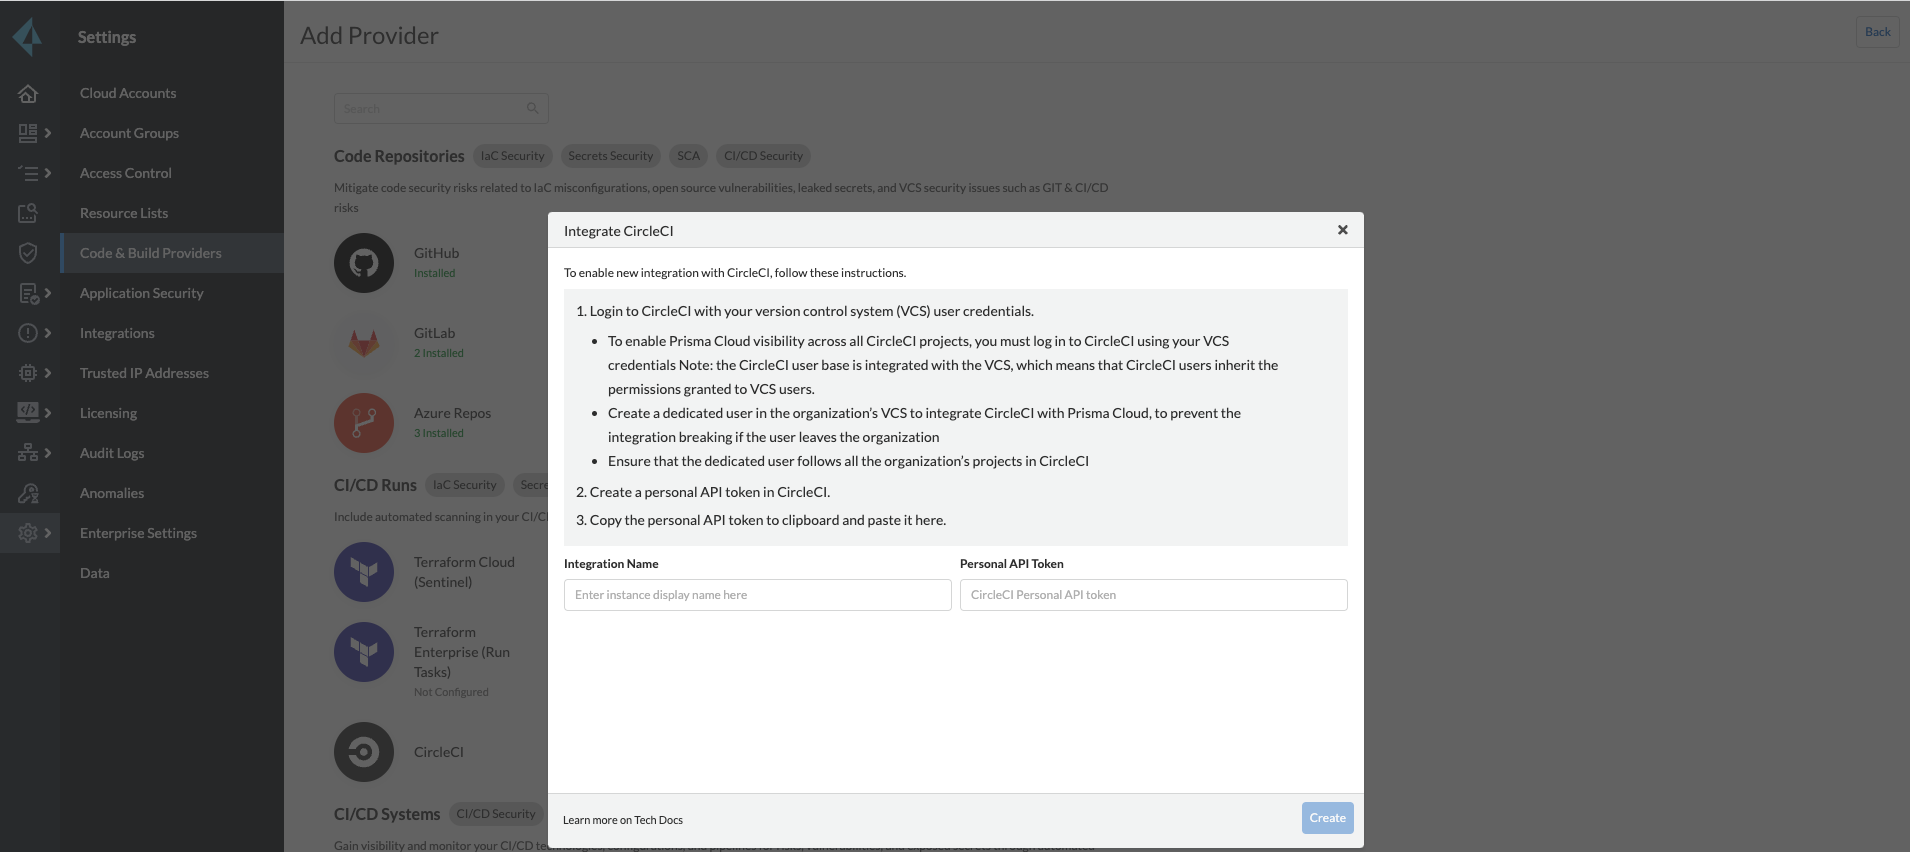 Settings
Cloud Accounts
Account Groups
Access Control
Resource Lists
Code & Build Providers
Application Security
Integrations
Trusted IP Addresses
Licensing
Audit Logs
Anomalies
Enterprise Settings
Data
Add Provider
Back
Search
Code Repositories IaC Security Secrets Security SCA CI/CD Security
Mitigate code security risks related to IaC misconfigurations, open source vulnerabilities, leaked secrets, and VCS security issues such as GIT & CI/CD
risks
GitHub
Installed
GitLab
2 Installed
Azure Repos
3 Installed
CI/CD Runs IaC Security Secre
Include automated scanning in your CI/CI
Terraform Cloud
(Sentinel)
Terraform
Enterprise (Run
Tasks)
Not Configured
CircleCI
CI/CD Systems CI/CD Security
Gain visibility and monitor your CI/CD
Integrate CircleCI
To enable new integration with CircleCI, follow these instructions.
1. Login to CircleCI with your version control system (VCS) user credentials.
• To enable Prisma Cloud visibility across all CircleCI projects, you must log in to CircleCI using your VCS
credentials Note: the CircleCI user base is integrated with the VCS, which means that CircleCI users inherit the
permissions granted to VCS users.
• Create a dedicated user in the organization's VCS to integrate CircleCI with Prisma Cloud, to prevent the
integration breaking if the user leaves the organization
• Ensure that the dedicated user follows all the organization's projects in CircleCI
2. Create a personal API token in CircleCI.
3. Copy the personal API token to clipboard and paste it here.
Integration Name
Enter instance display name here
Personal API Token
CircleCI Personal API token
Learn more on Tech Docs
Create